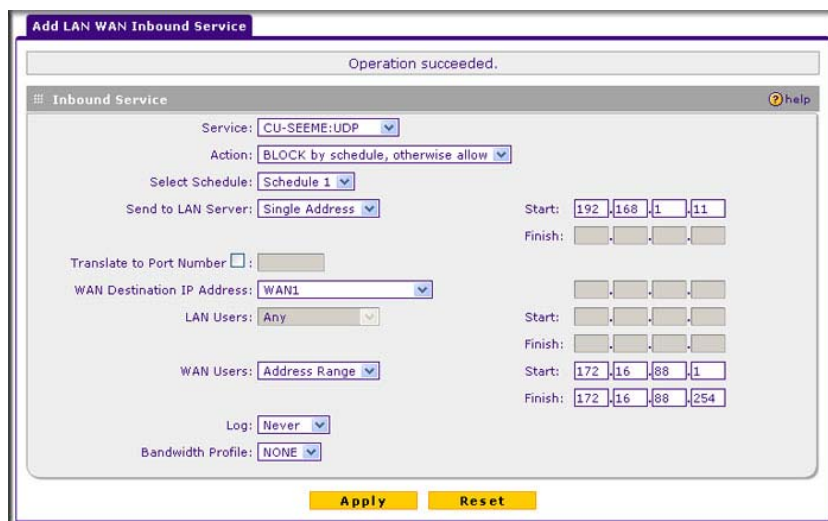 Add LAN WAN Inbound Service
Operation succeeded.
Inbound Service
help
Service: CU-SEEME:UDP
Action: BLOCK by schedule, otherwise allow
Select Schedule: Schedule 1
Send to LAN Server: Single Address Start: 192 .168 .1 .11
Finish: . . .
Translate to Port Number :
WAN Destination IP Address: WAN1 . . .
LAN Users: Any Start: . . .
Finish: . . .
WAN Users: Address Range Start: 172 .16 .88 .1
Finish: 172 .16 .88 .254
Log: Never
Bandwidth Profile: NONE
Apply Reset